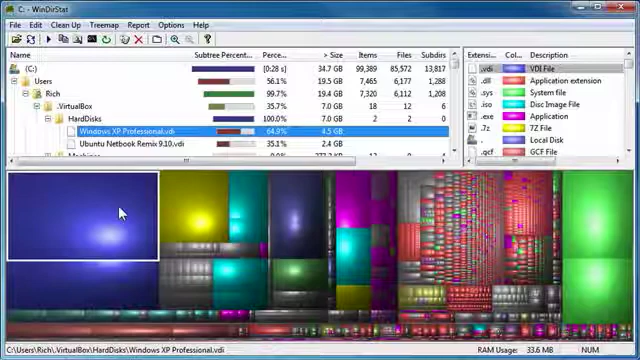 C: - WinDirStat
File Edit Clean Up Treemap Report Options Help
Name Subtree Percent... Perce... > Size Items Files Subdirs
(C:) [0:28 s] 34.7 GB 99,389 85,572 13,817
Users 56.1% 19.5 GB 7,465 6,177 1,288
Rich 99.7% 19.4 GB 7,320 6,112 1,208
.VirtualBox 35.7% 7.0 GB 18 12 6
HardDisks 100.0% 7.0 GB 2 2 0
Windows XP Professional.vdi 64.9% 4.5 GB
Ubuntu Netbook Remix 9.10.vdi 35.1% 2.4 GB
Machines 0.0%
Extensi... Col... Description
.vdi VDI File
.dll Application extension
.sys System file
.iso Disc Image File
.exe Application
.7z 7Z File
Local Disk
.gcf GCF File
C:\Users\Rich\.VirtualBox\HardDisks\Windows XP Professional.vdi RAM Usage: 33.6 MB NUM